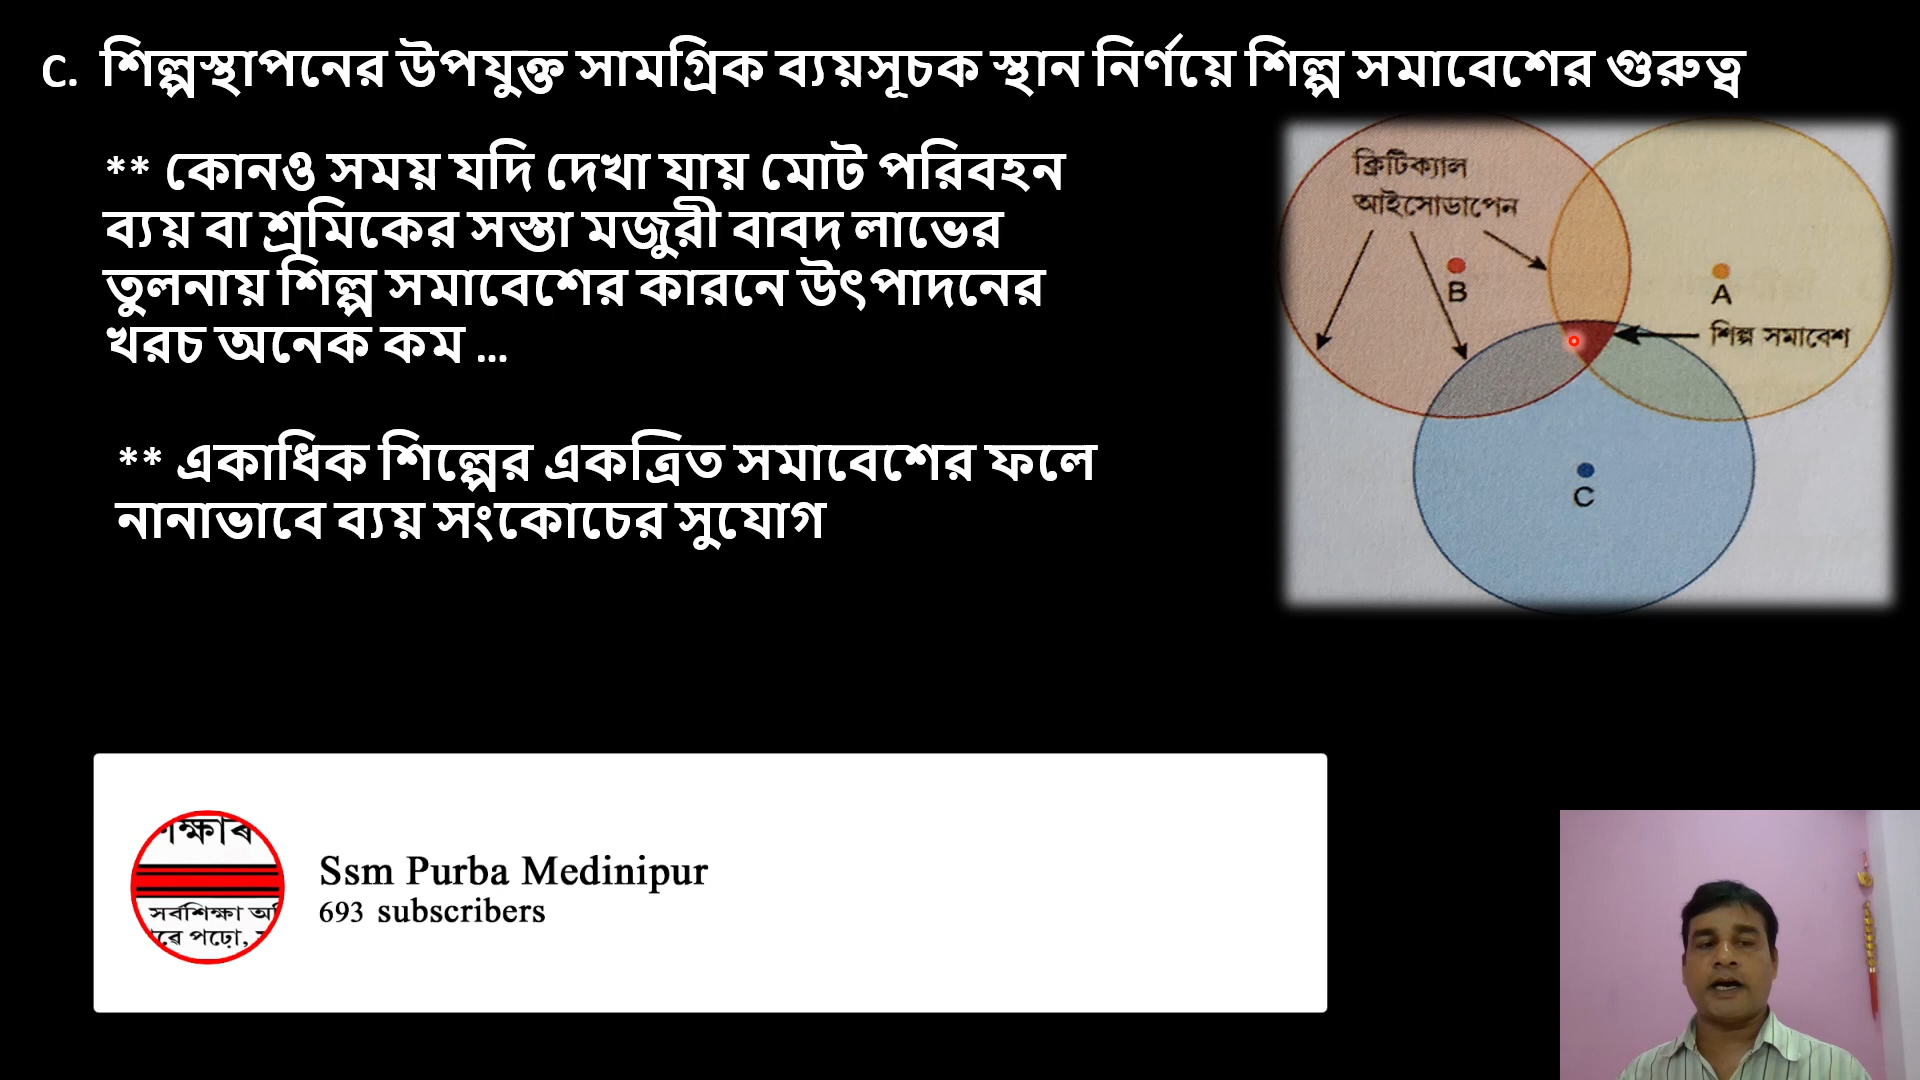 c. শিল্পস্থাপনের উপযুক্ত সামগ্রিক ব্যয়সূচক স্থান নির্ণয়ে শিল্প সমাবেশের গুরুত্ব
** কোনও সময় যদি দেখা যায় মোট পরিবহন
ব্যয় বা শ্রমিকের সস্তা মজুরী বাবদ লাভের
তুলনায় শিল্প সমাবেশের কারনে উৎপাদনের
খরচ অনেক কম ...
** একাধিক শিল্পের একত্রিত সমাবেশের ফলে
নানাভাবে ব্যয় সংকোচের সুযোগ
ক্রিটিক্যাল
আইসোডাপেন
B
A
শিল্প সমাবেশ
C
Ssm Purba Medinipur
693 subscribers